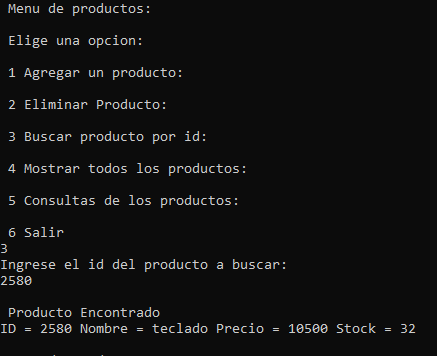 Menu de productos:
Elige una opcion:
1 Agregar un producto:
2 Eliminar Producto:
3 Buscar producto por id:
4 Mostrar todos los productos:
5 Consultas de los productos:
6 Salir
3
Ingrese el id del producto a buscar:
2580
Producto Encontrado
ID = 2580 Nombre = teclado Precio = 10500 Stock = 32